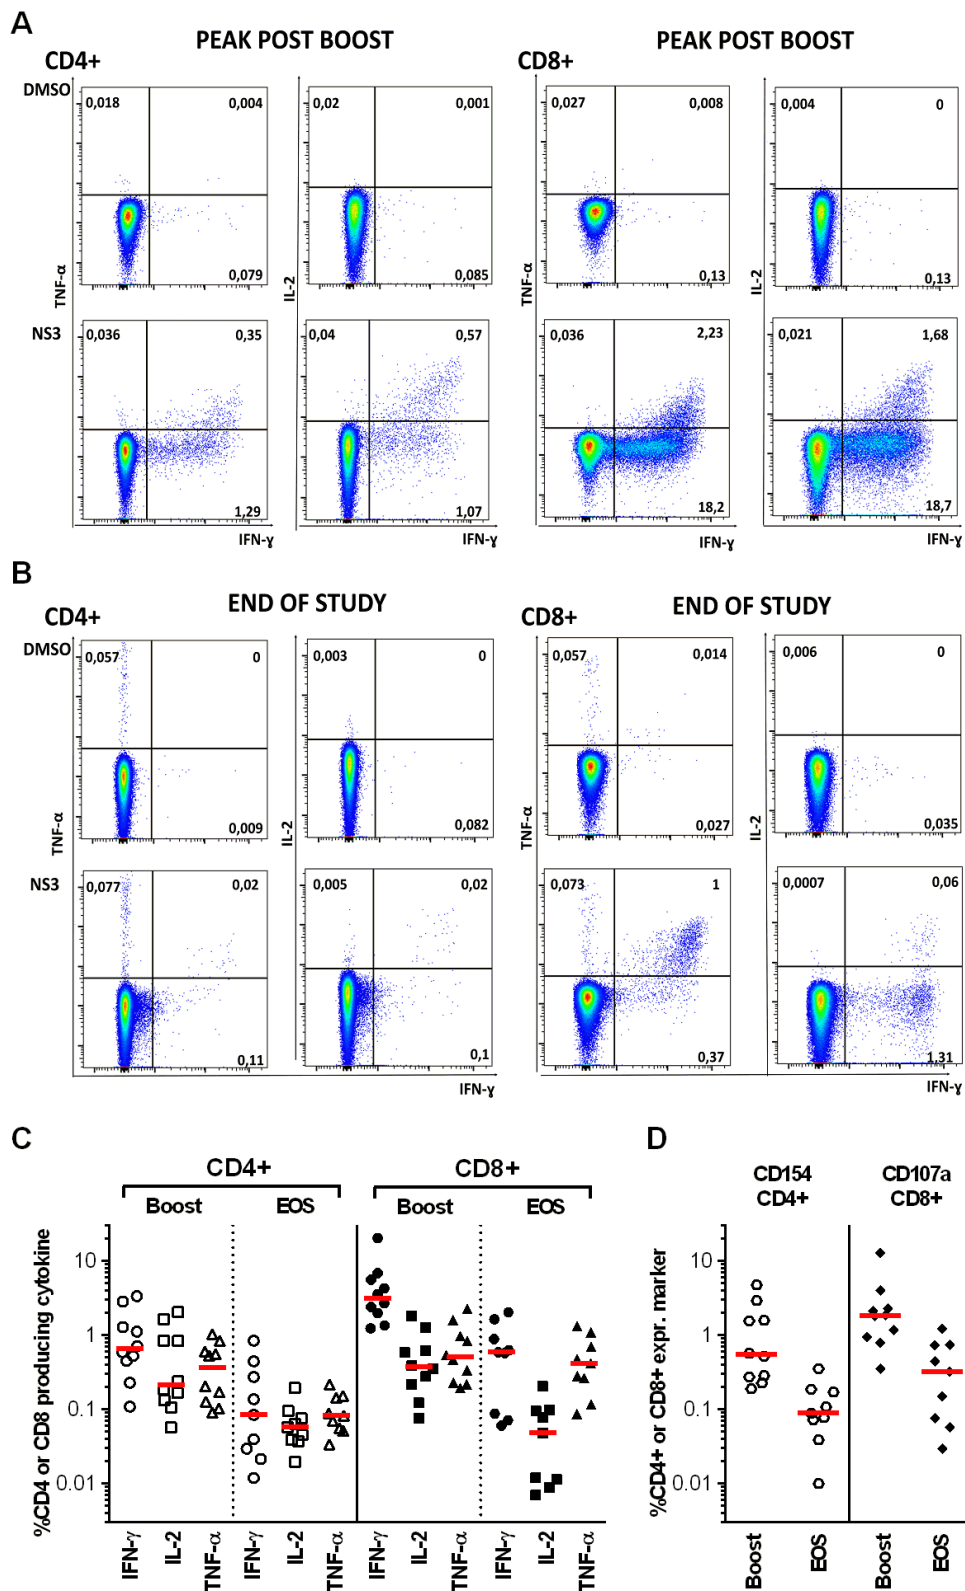 A
PEAK POST BOOST
PEAK POST BOOST
CD4+
CD8+
DMSO
0,018
0,004
0,02
0,001
0,027
0,008
0,004
0
0,079
0,085
0,13
0,13
TNF-α
IL-2
TNF-α
IL-2
NS3
0,036
0,35
0,04
0,57
0,036
2,23
0,021
1,68
1,29
1,07
18,2
18,7
IFN-ɣ
IFN-ɣ
IFN-ɣ
IFN-ɣ
B
END OF STUDY
END OF STUDY
CD4+
CD8+
DMSO
0,057
0
0,003
0
0,057
0,014
0,006
0
0,009
0,082
0,027
0,035
TNF-α
IL-2
TNF-α
IL-2
NS3
0,077
0,02
0,005
0,02
0,073
1
0,0007
0,06
0,11
0,1
0,37
1,31
IFN-ɣ
IFN-ɣ
IFN-ɣ
IFN-ɣ
C
CD4+
CD8+
Boost
EOS
Boost
EOS
%CD4 or CD8 producing cytokine
10
1
0.1
0.01
IFN-γ
IL-2
TNF-α
IFN-γ
IL-2
TNF-α
IFN-γ
IL-2
TNF-α
IFN-γ
IL-2
TNF-α
D
CD154
CD4+
CD107a
CD8+
%CD4+ or CD8+ expr. marker
10
1
0.1
0.01
Boost
EOS
Boost
EOS